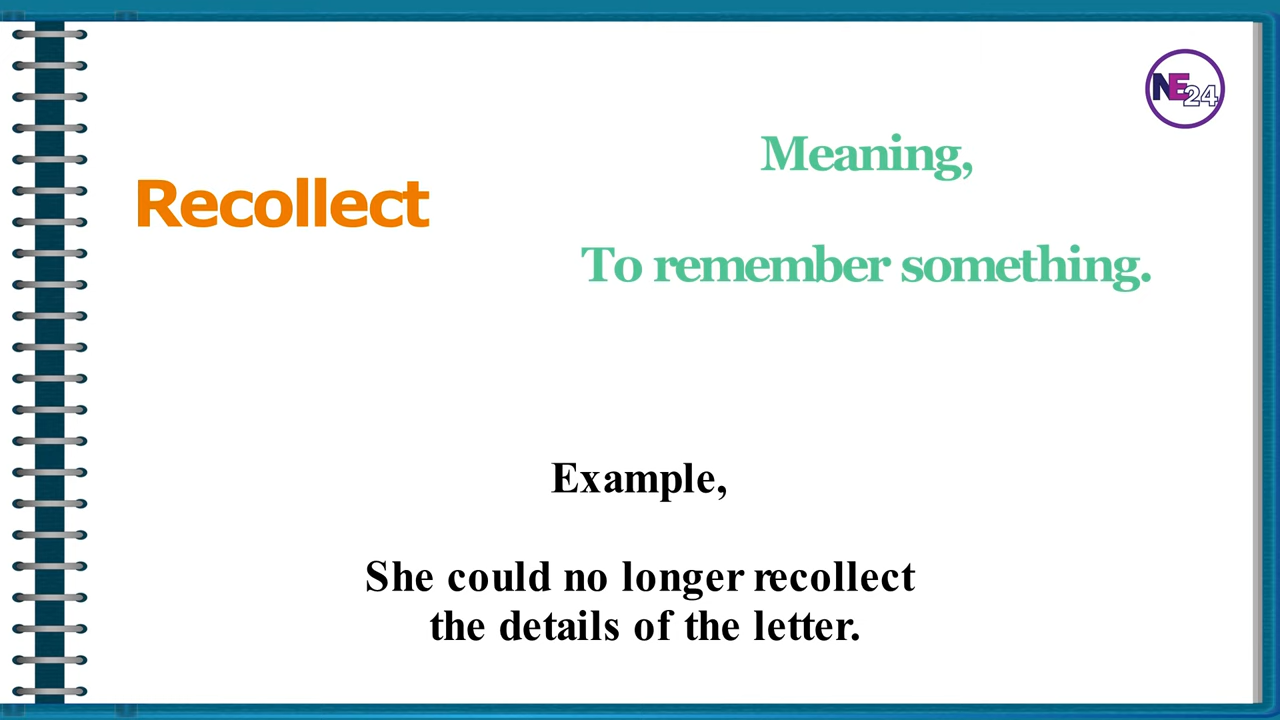 NE24
Meaning,
Recollect
To remember something.
Example,
She could no longer recollect
the details of the letter.